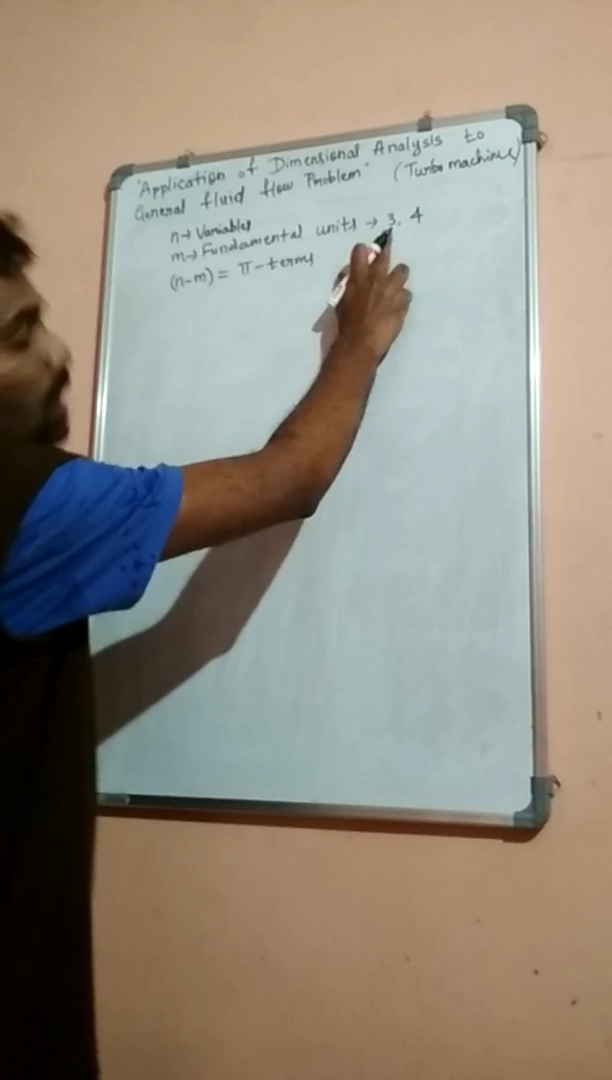 "Application of Dimensional Analysis to
General fluid flow Problem" (Turbo machines)
n→ Variables
m→ Fundamental units → 3, 4
(n-m) = π-terms